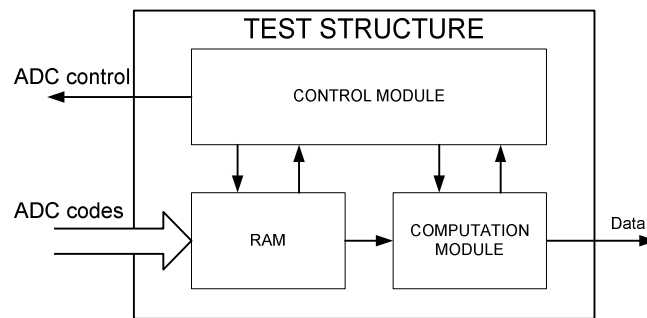 TEST STRUCTURE
ADC control
CONTROL MODULE
ADC codes
RAM
COMPUTATION
MODULE
Data